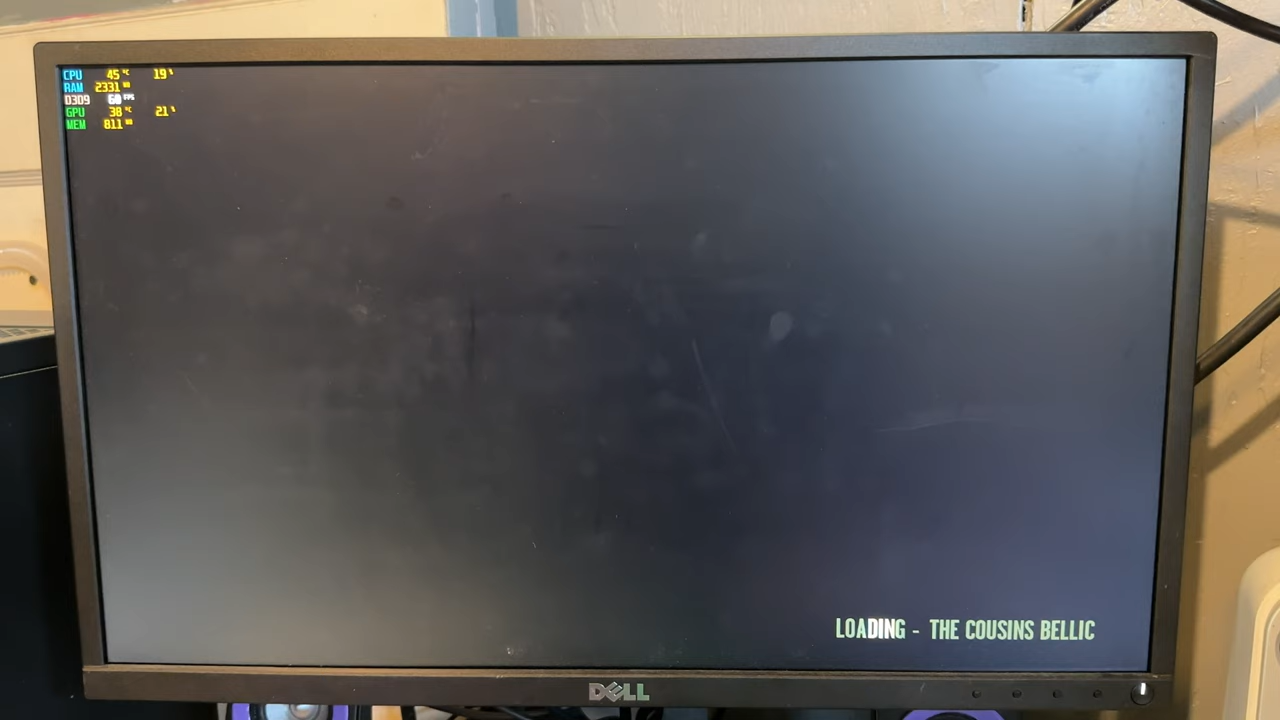 CPU 45 °C 19 %
RAM 2331 MB
D3D9 60 FPS
GPU 38 °C 21 %
MEM 811 MB
LOADING - THE COUSINS BELLIC
DELL